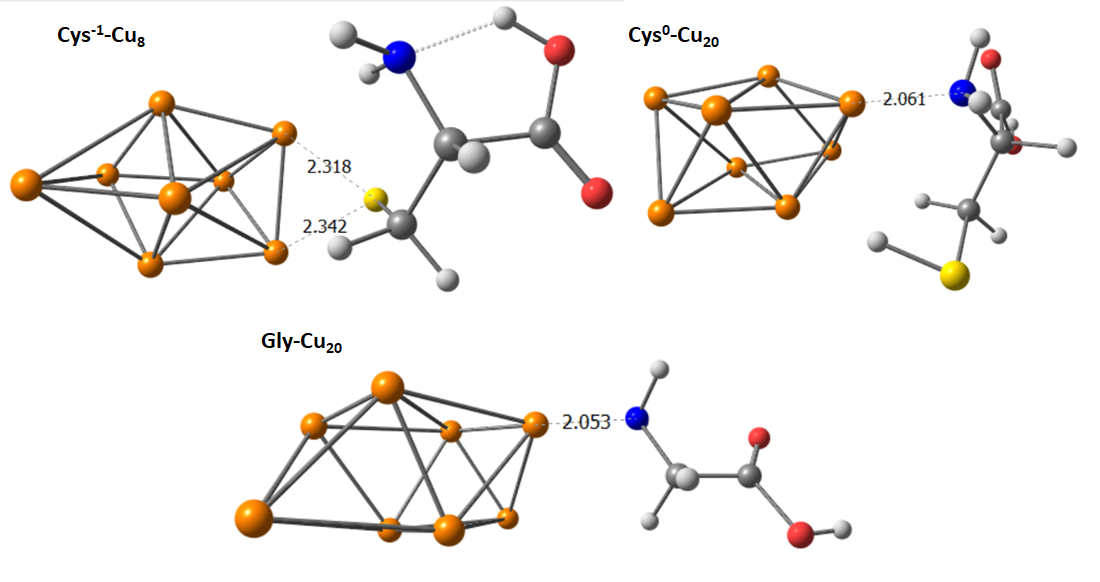 Cys⁻¹-Cu₈
Cys⁰-Cu₂₀
2.061
2.318
2.342
Gly-Cu₂₀
2.053